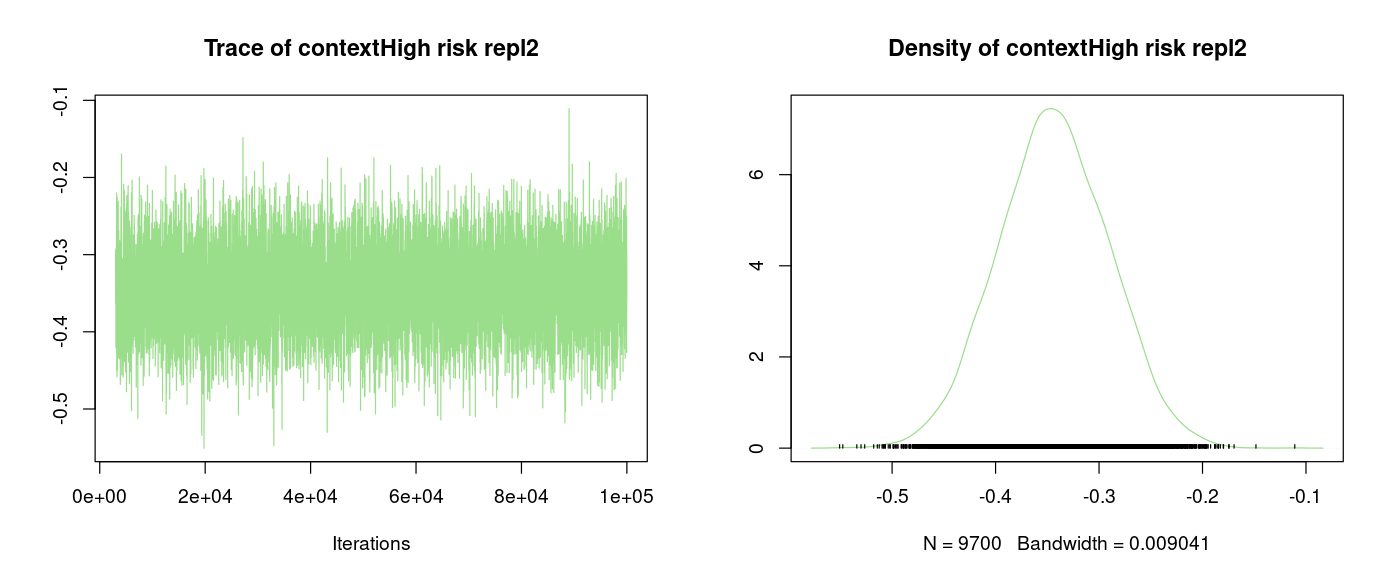 Trace of contextHigh risk repl2
-0.1
-0.2
-0.3
-0.4
-0.5
0e+00 2e+04 4e+04 6e+04 8e+04 1e+05
Iterations
Density of contextHigh risk repl2
6
4
2
0
-0.5 -0.4 -0.3 -0.2 -0.1
N = 9700 Bandwidth = 0.009041